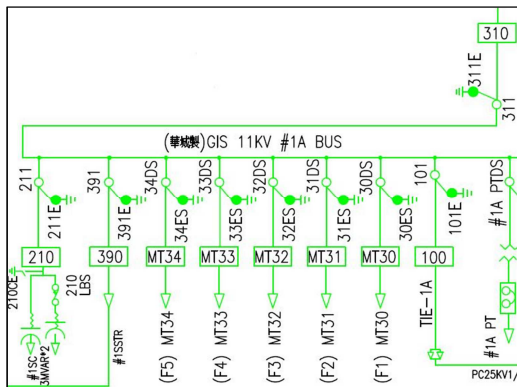 310
311E
311
(華城製)GIS 11KV #1A BUS
211
391
34DS
33DS
32DS
31DS
30DS
101
#1A PTDS
211E
391E
34ES
33ES
32ES
31ES
30ES
101E
210
390
MT34
MT33
MT32
MT31
MT30
100
210CE
210
LBS
#1SC
3MVAR*2
#1SSTR
(F5) MT34
(F4) MT33
(F3) MT32
(F2) MT31
(F1) MT30
TIE-1A
#1A PT
PC25KV1/